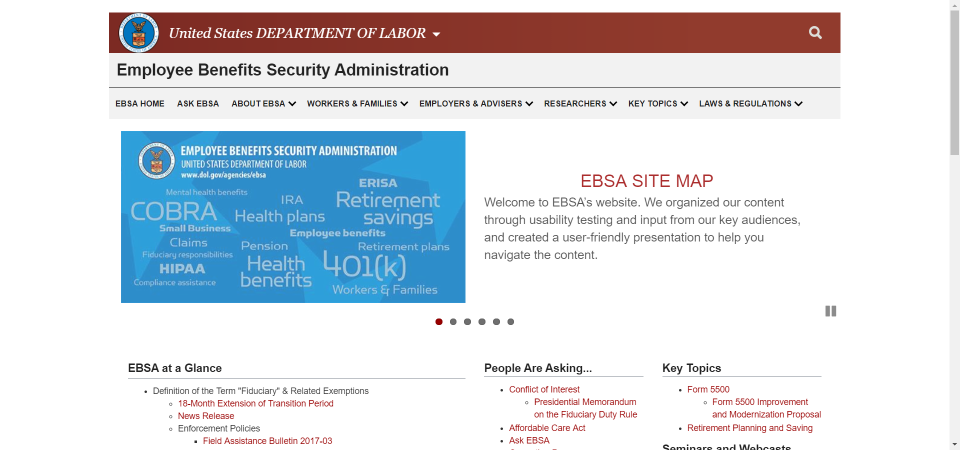 United States DEPARTMENT OF LABOR
Employee Benefits Security Administration
EBSA HOME ASK EBSA ABOUT EBSA WORKERS & FAMILIES EMPLOYERS & ADVISERS RESEARCHERS KEY TOPICS LAWS & REGULATIONS
EMPLOYEE BENEFITS SECURITY ADMINISTRATION
UNITED STATES DEPARTMENT OF LABOR
www.dol.gov/agencies/ebsa
ERISA
Mental health benefits
IRA
Retirement savings
COBRA
Health plans
Small Business
Employee benefits
Claims
Pension
Retirement plans
Fiduciary responsibilities
HIPAA
Health benefits
401(k)
Compliance assistance
Workers & Families
EBSA SITE MAP
Welcome to EBSA's website. We organized our content
through usability testing and input from our key audiences,
and created a user-friendly presentation to help you
navigate the content.
EBSA at a Glance
Definition of the Term "Fiduciary" & Related Exemptions
18-Month Extension of Transition Period
News Release
Enforcement Policies
Field Assistance Bulletin 2017-03
People Are Asking...
Conflict of Interest
Presidential Memorandum
on the Fiduciary Duty Rule
Affordable Care Act
Ask EBSA
Key Topics
Form 5500
Form 5500 Improvement
and Modernization Proposal
Retirement Planning and Saving
Seminars and Webcasts